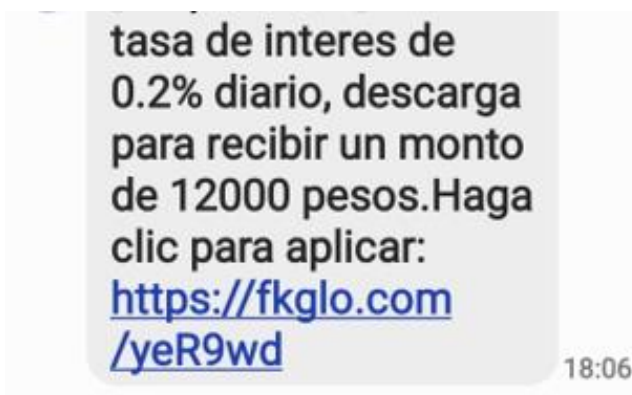 tasa de interes de
0.2% diario, descarga
para recibir un monto
de 12000 pesos.Haga
clic para aplicar:
https://fkglo.com
/yeR9wd
18:06